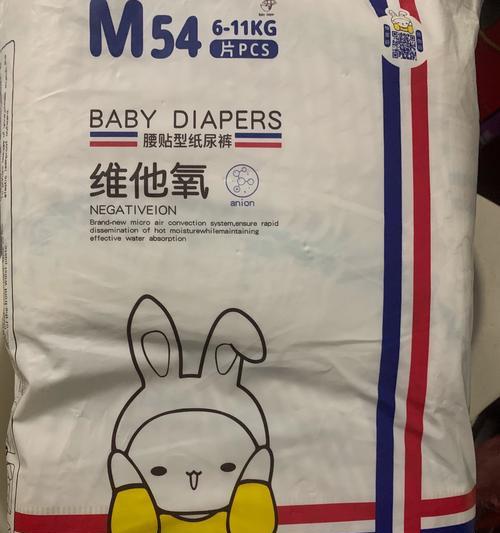 M54 6-11KG
片PCS
BABY DIAPERS
腰贴型纸尿裤
维他氧
anion
NEGATIVEION
Brand-new micro air convection system,ensure rapid
dissemination of hot moisturewhilemaintaining
effective water absorption